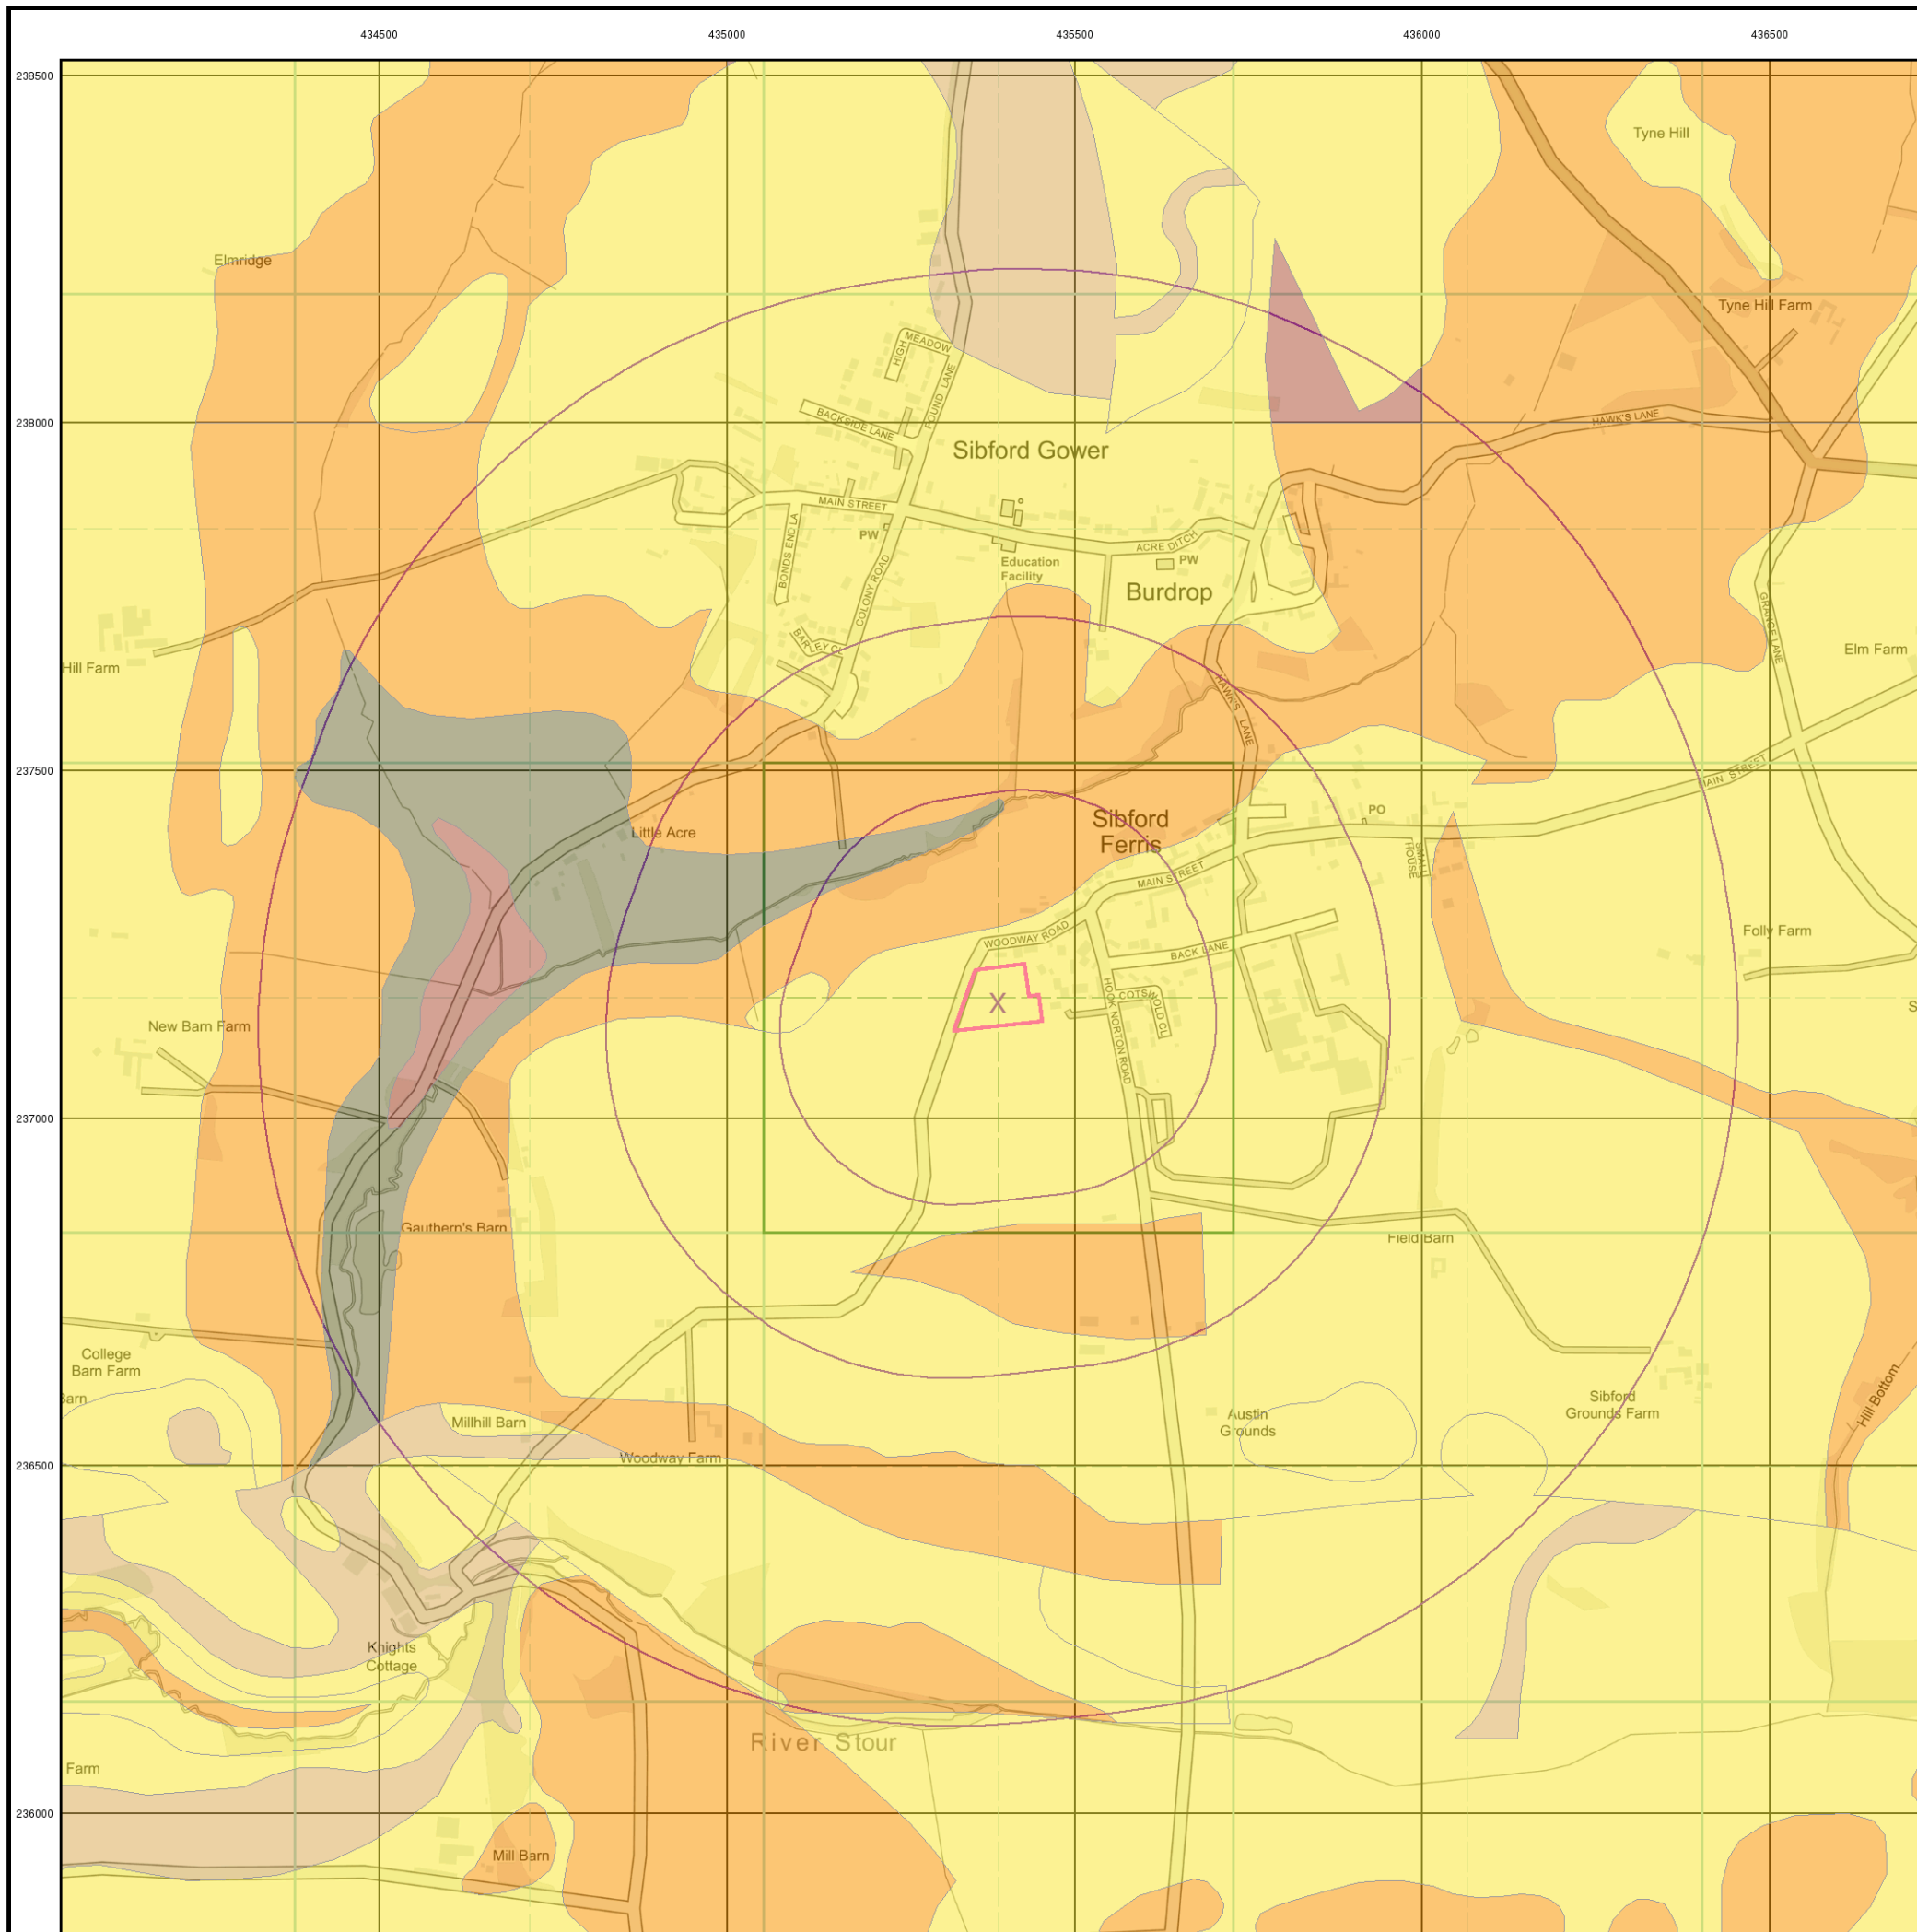 434500 435000 435500 436000 436500
238500
Tyne Hill
Elmridge
Tyne Hill Farm
HIGH MEADOW
POUND LANE
BACKSIDE LANE
HAWK'S LANE
238000
Sibford Gower
MAIN STREET
BONDS END LA
PW
COLONY ROAD
Education
Facility
ACRE DITCH
PW
Burdrop
BARLEY CL
GRANGE LANE
Hill Farm
Elm Farm
HAWK'S LANE
237500
MAIN STREET
Little Acre
Sibford
Ferris
PO
SMALL
HOUSE
MAIN STREET
WOODWAY ROAD
BACK LANE
Folly Farm
X
COTSWOLD CL
HOOK NORTON ROAD
New Barn Farm
S
237000
Gauthern's Barn
Field Barn
College
Barn Farm
Barn
Millhill Barn
Woodway Farm
Austin
Grounds
Sibford
Grounds Farm
Hill Bottom
236500
Knights
Cottage
River Stour
Farm
236000
Mill Barn